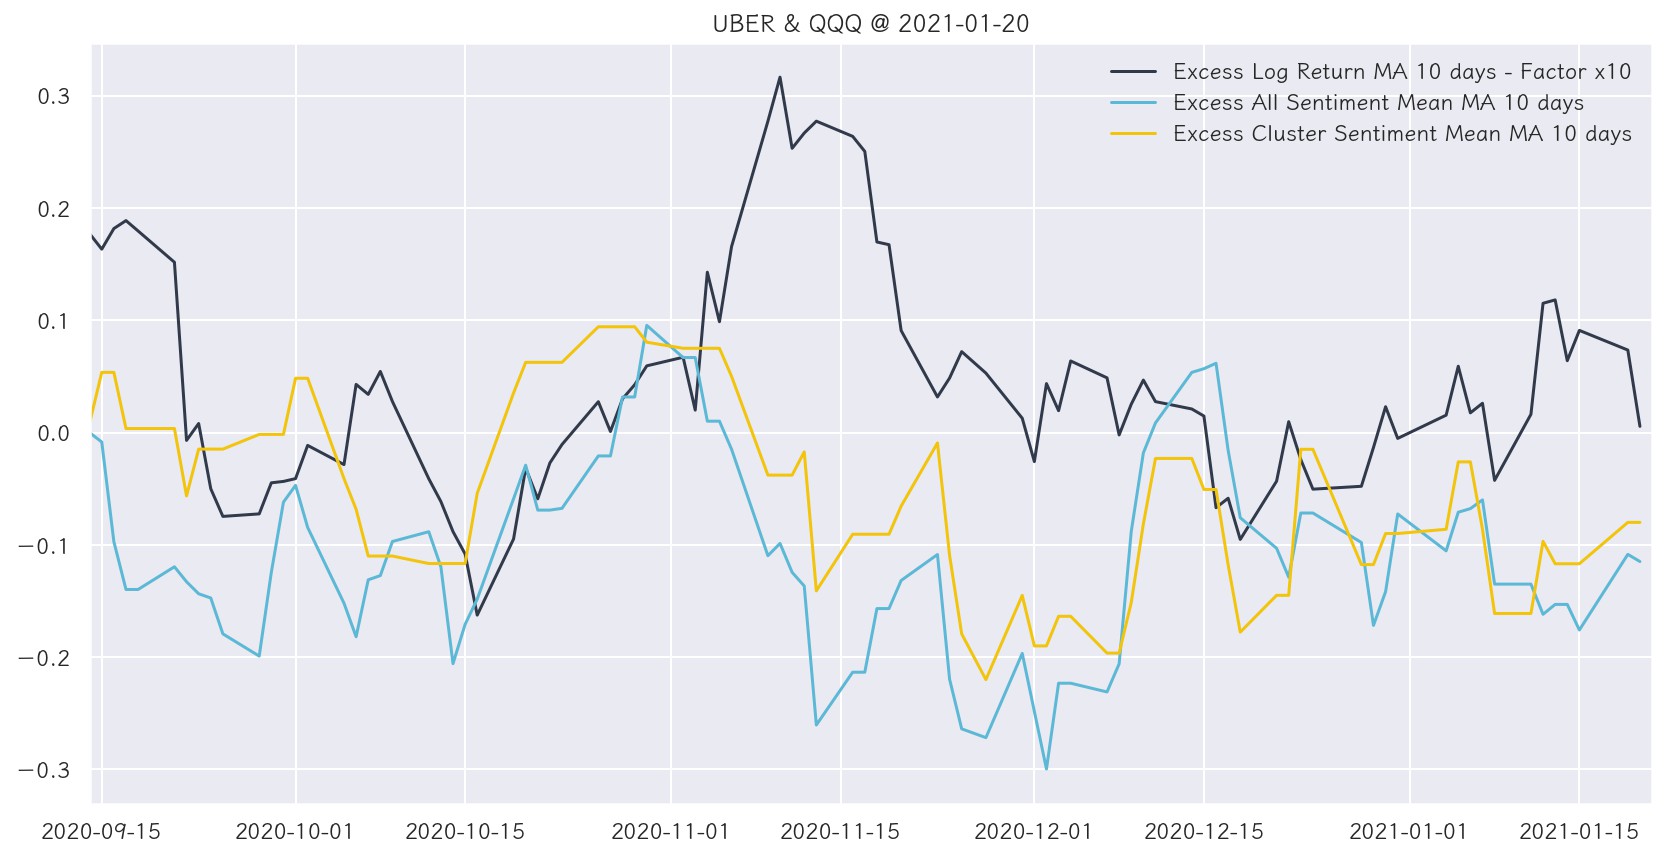 UBER & QQQ @ 2021-01-20
Excess Log Return MA 10 days - Factor x10
Excess All Sentiment Mean MA 10 days
Excess Cluster Sentiment Mean MA 10 days
0.3
0.2
0.1
0.0
−0.1
−0.2
−0.3
2020-09-15 2020-10-01 2020-10-15 2020-11-01 2020-11-15 2020-12-01 2020-12-15 2021-01-01 2021-01-15